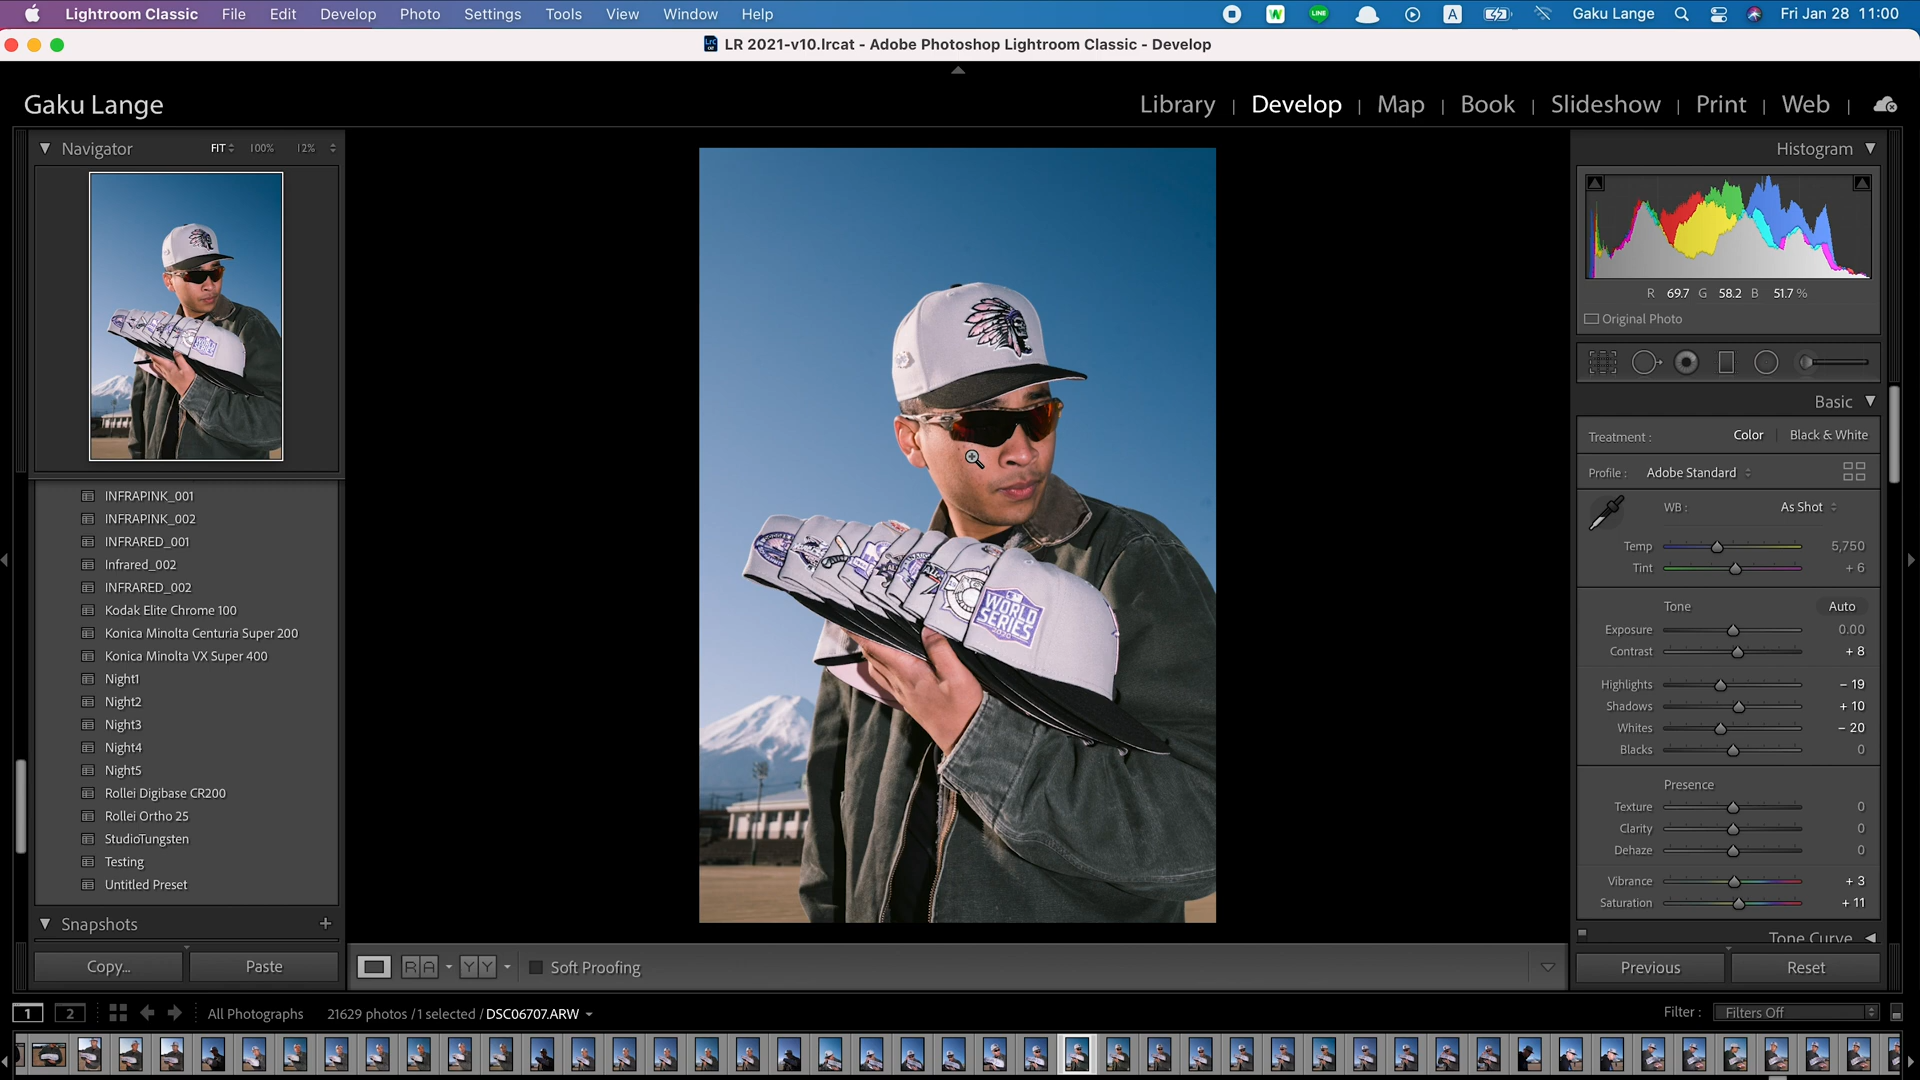 Lightroom Classic File Edit Develop Photo Settings Tools View Window Help W LINE A Gaku Lange Fri Jan 28 11:00
LR 2021-v10.lrcat - Adobe Photoshop Lightroom Classic - Develop
Gaku Lange
Library | Develop | Map | Book | Slideshow | Print | Web |
Navigator FIT 100% 12%
INFRAPINK_001
INFRAPINK_002
INFRARED_001
Infrared_002
INFRARED_002
Kodak Elite Chrome 100
Konica Minolta Centuria Super 200
Konica Minolta VX Super 400
Night1
Night2
Night3
Night4
Night5
Rollei Digibase CR200
Rollei Ortho 25
StudioTungsten
Testing
Untitled Preset
Snapshots +
Copy... Paste
WORLD
SERIES
2020
RA YY Soft Proofing
Histogram
R 69.7 G 58.2 B 51.7 %
Original Photo
Basic
Treatment : Color Black & White
Profile : Adobe Standard
WB : As Shot
Temp 5,750
Tint + 6
Tone Auto
Exposure 0.00
Contrast + 8
Highlights – 19
Shadows + 10
Whites – 20
Blacks 0
Presence
Texture 0
Clarity 0
Dehaze 0
Vibrance + 3
Saturation + 11
Tone Curve
Previous Reset
1 2 All Photographs 21629 photos / 1 selected / DSC06707.ARW Filter : Filters Off